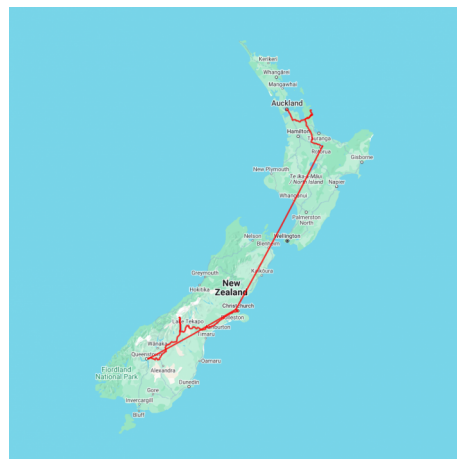 Kerikeri
Whangārei
Mangawhai
Auckland
Hamilton
Tauranga
Rotorua
Gisborne
New Plymouth
Te Ika-a-Māui
/ North Island
Napier
Whanganui
Palmerston
North
Nelson
Wellington
Blenheim
Kaikōura
Greymouth
Hokitika
New
Zealand
Christchurch
Rolleston
Lake Tekapo
Ashburton
Timaru
Wānaka
Queenstown
Oamaru
Fiordland
National Park
Alexandra
Dunedin
Gore
Invercargill
Bluff